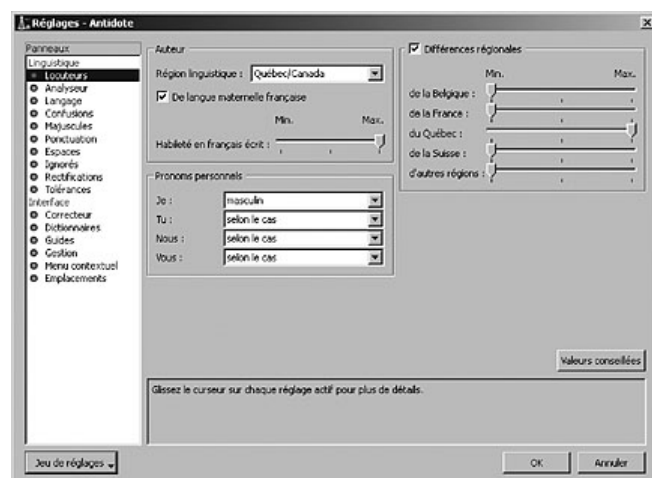 Réglages - Antidote
Panneaux
Linguistique
Locuteurs
Analyseur
Langage
Confusions
Majuscules
Ponctuation
Espaces
Ignorés
Rectifications
Tolérances
Interface
Correcteur
Dictionnaires
Guides
Gestion
Menu contextuel
Emplacements
Auteur
Région linguistique : Québec/Canada
De langue maternelle française
Min. Max.
Habileté en français écrit :
Pronoms personnels
Je : masculin
Tu : selon le cas
Nous : selon le cas
Vous : selon le cas
Différences régionales
Min. Max.
de la Belgique :
de la France :
du Québec :
de la Suisse :
d'autres régions :
Valeurs conseillées
Glissez le curseur sur chaque réglage actif pour plus de détails.
Jeu de réglages
OK
Annuler